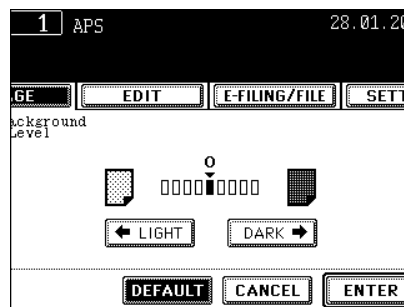 1 APS 28.01.20
GE EDIT E-FILING/FILE SETT
ackground
Level
0
LIGHT DARK
DEFAULT CANCEL ENTER